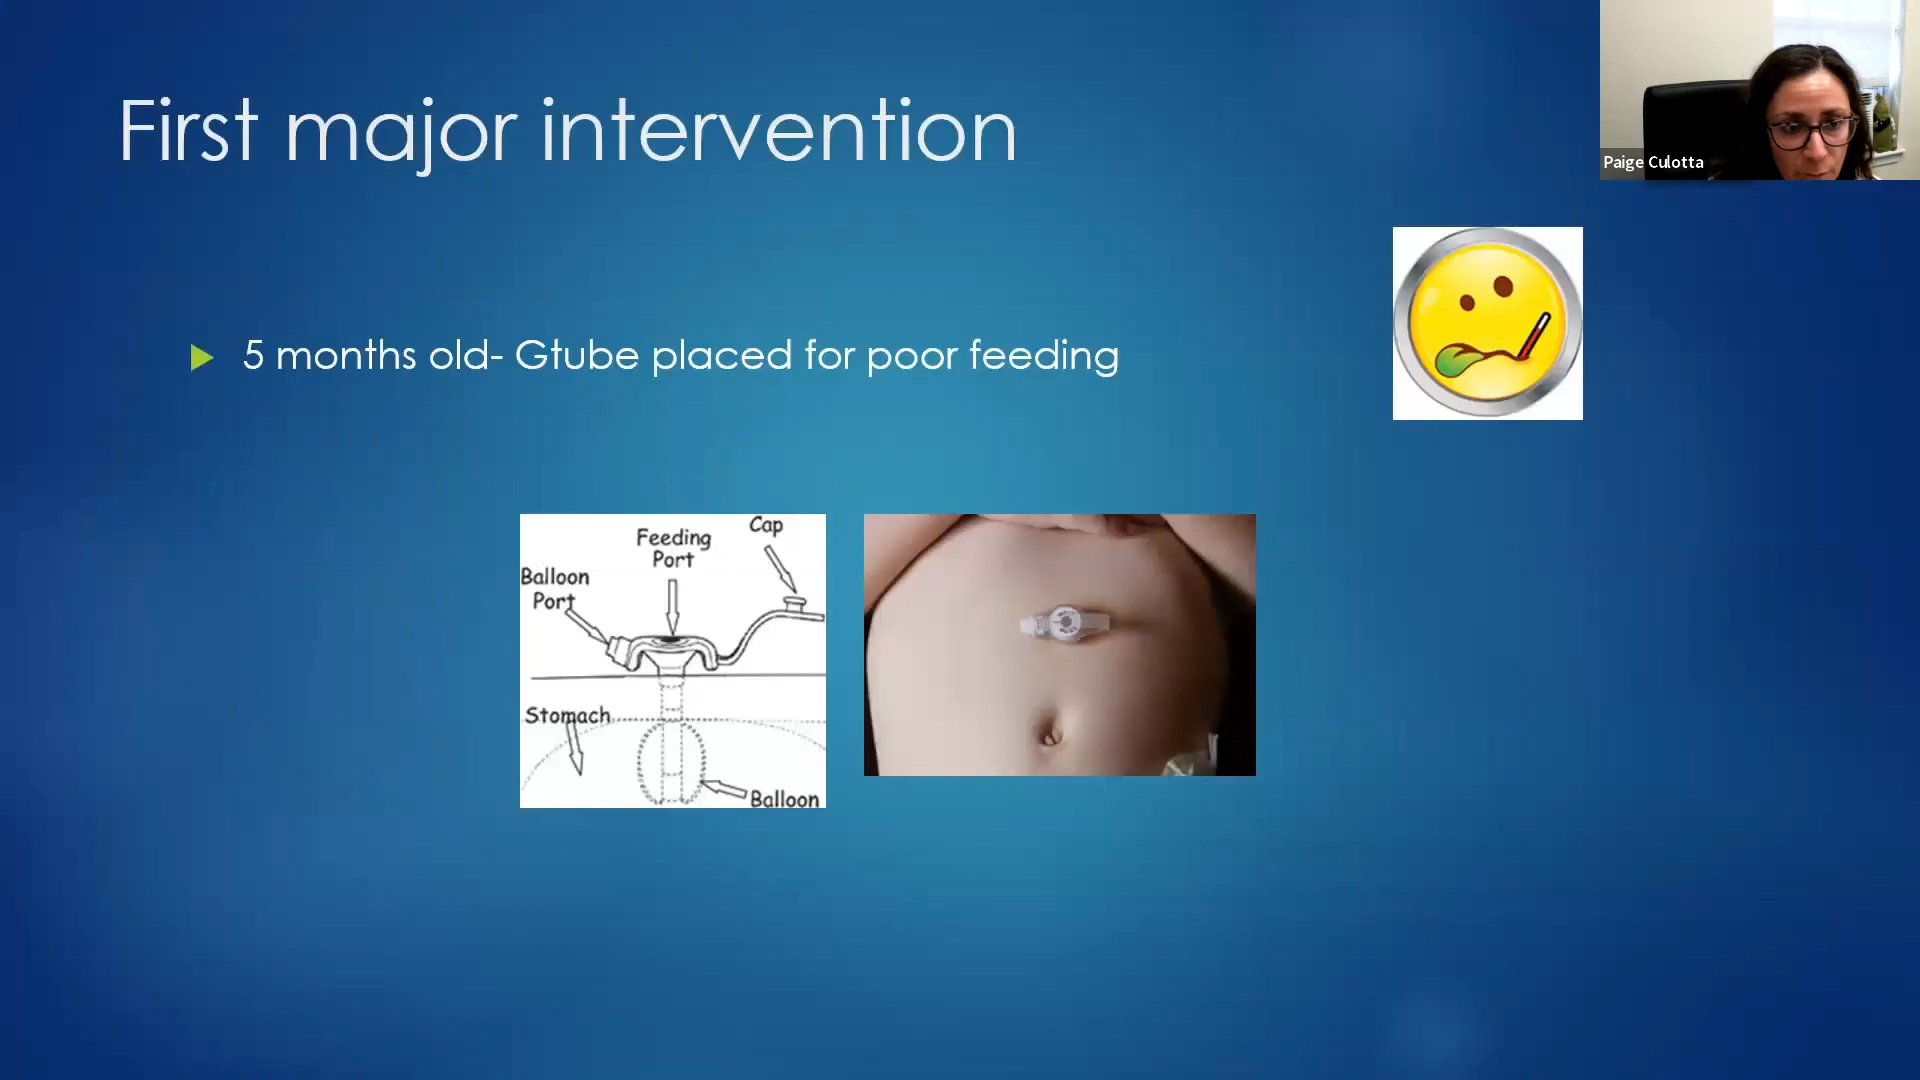 First major intervention
Paige Culotta
5 months old- Gtube placed for poor feeding
Cap
Feeding
Port
Balloon
Port
Stomach
Balloon